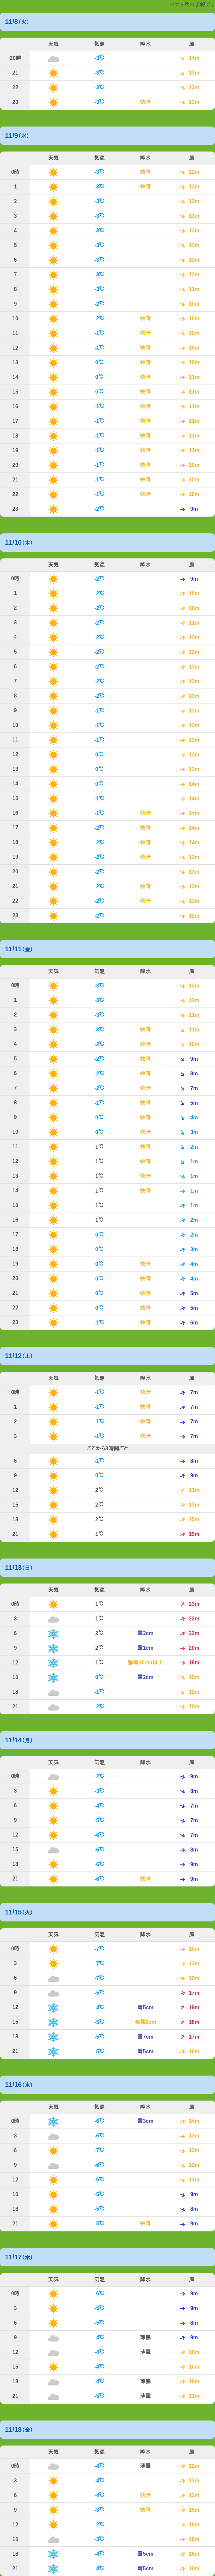 11/8(火)
天気 気温 降水 風
20時 -3℃ 14m
21 -3℃ 13m
22 -3℃ 13m
23 -3℃ 快晴 13m
11/9(水)
天気 気温 降水 風
0時 -3℃ 快晴 12m
1 -3℃ 快晴 12m
2 -3℃ 13m
3 -3℃ 13m
4 -3℃ 13m
5 -3℃ 13m
6 -3℃ 13m
7 -3℃ 12m
8 -3℃ 11m
9 -2℃ 10m
10 -2℃ 快晴 10m
11 -1℃ 快晴 10m
12 -1℃ 快晴 10m
13 0℃ 快晴 10m
14 0℃ 快晴 11m
15 0℃ 快晴 11m
16 -1℃ 快晴 11m
17 -1℃ 快晴 11m
18 -1℃ 快晴 11m
19 -1℃ 快晴 11m
20 -1℃ 快晴 10m
21 -1℃ 快晴 10m
22 -1℃ 快晴 10m
23 -2℃ 9m
11/10(木)
天気 気温 降水 風
0時 -2℃ 9m
1 -2℃ 10m
2 -2℃ 10m
3 -2℃ 11m
4 -2℃ 12m
5 -2℃ 12m
6 -2℃ 13m
7 -2℃ 13m
8 -2℃ 13m
9 -1℃ 13m
10 -1℃ 13m
11 -1℃ 13m
12 0℃ 13m
13 0℃ 13m
14 0℃ 14m
15 -1℃ 14m
16 -1℃ 快晴 14m
17 -2℃ 快晴 14m
18 -2℃ 快晴 14m
19 -2℃ 快晴 13m
20 -2℃ 13m
21 -2℃ 快晴 13m
22 -2℃ 快晴 13m
23 -2℃ 12m
11/11(金)
天気 気温 降水 風
0時 -3℃ 12m
1 -3℃ 12m
2 -3℃ 11m
3 -3℃ 快晴 11m
4 -2℃ 快晴 10m
5 -2℃ 快晴 9m
6 -2℃ 快晴 8m
7 -2℃ 快晴 7m
8 -1℃ 快晴 5m
9 0℃ 快晴 4m
10 0℃ 快晴 3m
11 1℃ 快晴 2m
12 1℃ 快晴 1m
13 1℃ 快晴 1m
14 1℃ 快晴 1m
15 1℃ 1m
16 1℃ 2m
17 0℃ 2m
18 0℃ 3m
19 0℃ 快晴 4m
20 0℃ 快晴 4m
21 0℃ 快晴 5m
22 0℃ 快晴 5m
23 -1℃ 快晴 6m
11/12(土)
天気 気温 降水 風
0時 -1℃ 快晴 7m
1 -1℃ 快晴 7m
2 -1℃ 快晴 7m
3 -1℃ 快晴 7m
ここから3時間ごと
6 -1℃ 8m
9 0℃ 9m
12 2℃ 11m
15 2℃ 13m
18 2℃ 15m
21 1℃ 19m
11/13(日)
天気 気温 降水 風
0時 1℃ 23m
3 1℃ 22m
6 2℃ 雪2cm 22m
9 2℃ 雪1cm 20m
12 1℃ 強雪10cm以上 18m
15 0℃ 雪2cm 15m
18 -1℃ 12m
21 -2℃ 10m
11/14(月)
天気 気温 降水 風
0時 -2℃ 9m
3 -3℃ 8m
6 -4℃ 7m
9 -5℃ 7m
12 -6℃ 7m
15 -6℃ 8m
18 -6℃ 9m
21 -6℃ 快晴 9m
11/15(火)
天気 気温 降水 風
0時 -7℃ 10m
3 -7℃ 13m
6 -7℃ 15m
9 -5℃ 17m
12 -4℃ 雪5cm 19m
15 -5℃ 強雪8cm 18m
18 -5℃ 雪7cm 17m
21 -5℃ 雪5cm 16m
11/16(水)
天気 気温 降水 風
0時 -6℃ 雪3cm 14m
3 -6℃ 13m
6 -7℃ 13m
9 -6℃ 12m
12 -6℃ 11m
15 -5℃ 9m
18 -5℃ 8m
21 -5℃ 快晴 9m
11/17(木)
天気 気温 降水 風
0時 -6℃ 9m
3 -5℃ 9m
6 -5℃ 8m
9 -4℃ 薄曇 9m
12 -4℃ 薄曇 10m
15 -4℃ 10m
18 -4℃ 薄曇 10m
21 -5℃ 薄曇 11m
11/18(金)
天気 気温 降水 風
0時 -4℃ 薄曇 12m
3 -4℃ 13m
6 -4℃ 快晴 12m
9 -3℃ 快晴 15m
12 -2℃ 16m
15 -3℃ 16m
18 -4℃ 雪5cm 16m
21 -4℃ 雪5cm 16m